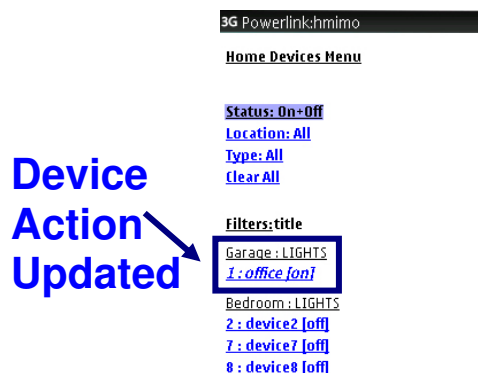 3G Powerlink:hmimo
Home Devices Menu
Status: On+Off
Location: All
Type: All
Clear All
Device
Action
Updated
Filters:title
Garage : LIGHTS
1 : office [on]
Bedroom : LIGHTS
2 : device2 [off]
7 : device7 [off]
8 : device8 [off]